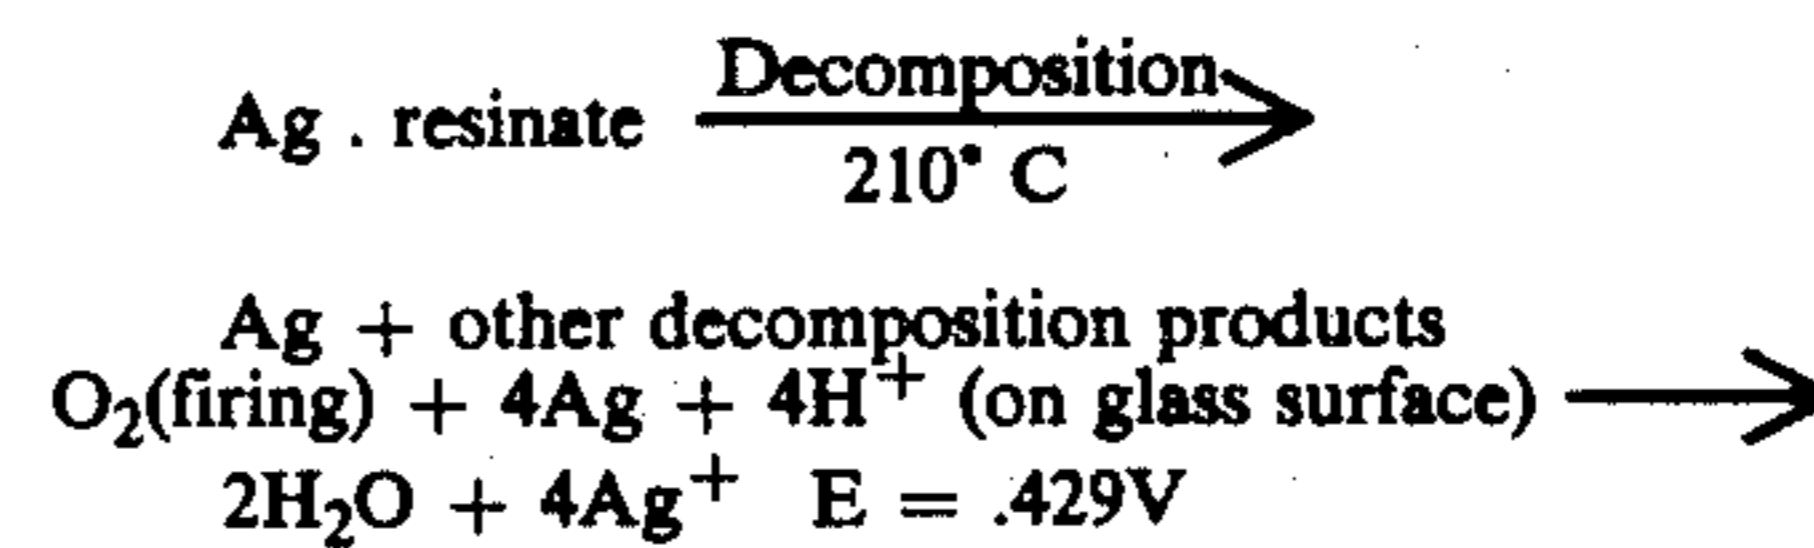 Decomposition
Ag . resinate ⟶
210° C
Ag + other decomposition products
O₂(firing) + 4Ag + 4H⁺ (on glass surface) ⟶
2H₂O + 4Ag⁺ E = .429V